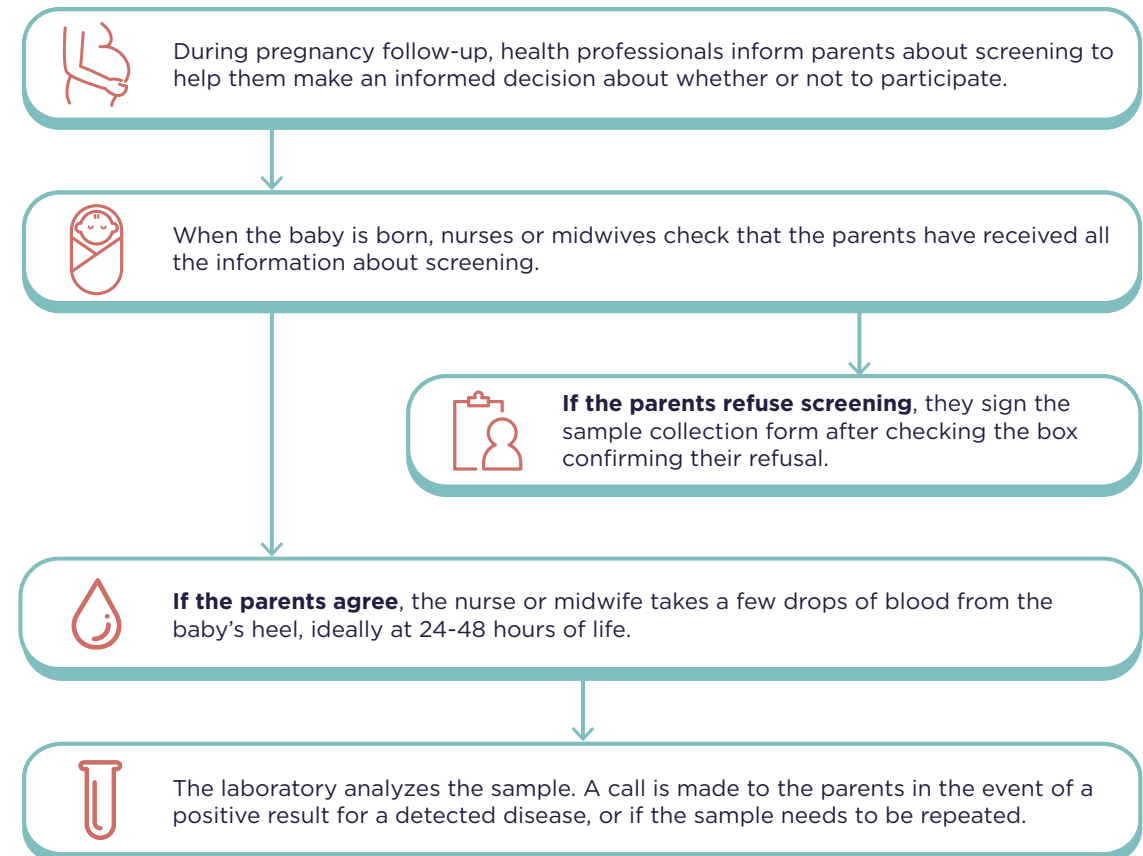 During pregnancy follow-up, health professionals inform parents about screening to
help them make an informed decision about whether or not to participate.
When the baby is born, nurses or midwives check that the parents have received all
the information about screening.
If the parents refuse screening, they sign the
sample collection form after checking the box
confirming their refusal.
If the parents agree, the nurse or midwife takes a few drops of blood from the
baby’s heel, ideally at 24-48 hours of life.
The laboratory analyzes the sample. A call is made to the parents in the event of a
positive result for a detected disease, or if the sample needs to be repeated.